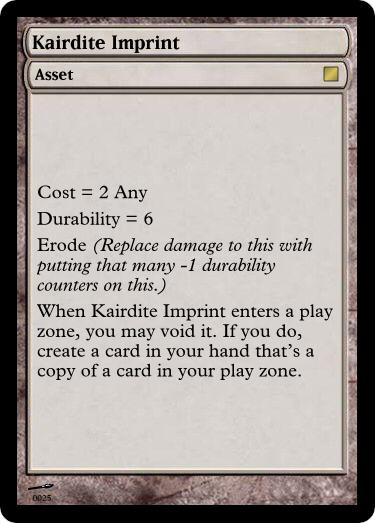 Kairdite Imprint
Asset
Cost = 2 Any
Durability = 6
Erode (Replace damage to this with
putting that many -1 durability
counters on this.)
When Kairdite Imprint enters a play
zone, you may void it. If you do,
create a card in your hand that's a
copy of a card in your play zone.
0025